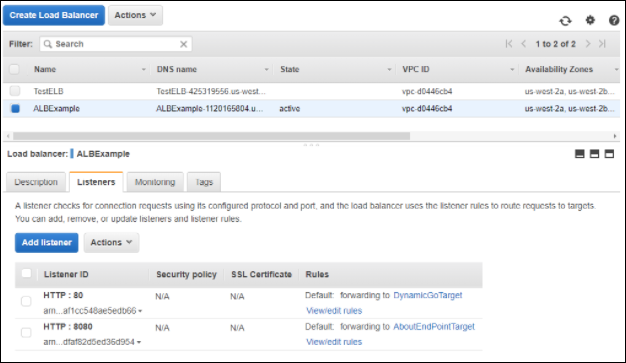 Create Load Balancer Actions
Filter: Search 1 to 2 of 2
Name DNS name State VPC ID Availability Zones
TestELB TestELB-425319556.us-west... vpc-d0446cb4 us-west-2a, us-west-2b...
ALBExample ALBExample-1120165804.u... active vpc-d0446cb4 us-west-2a, us-west-2b...
Load balancer: ALBExample
Description Listeners Monitoring Tags
A listener checks for connection requests using its configured protocol and port, and the load balancer uses the listener rules to route requests to targets.
You can add, remove, or update listeners and listener rules.
Add listener Actions
Listener ID Security policy SSL Certificate Rules
HTTP : 80 N/A N/A Default: forwarding to DynamicGoTarget
arn...af1cc548ae5edb66 View/edit rules
HTTP : 8080 N/A N/A Default: forwarding to AboutEndPointTarget
arn...dfaf82d5ed36d954 View/edit rules